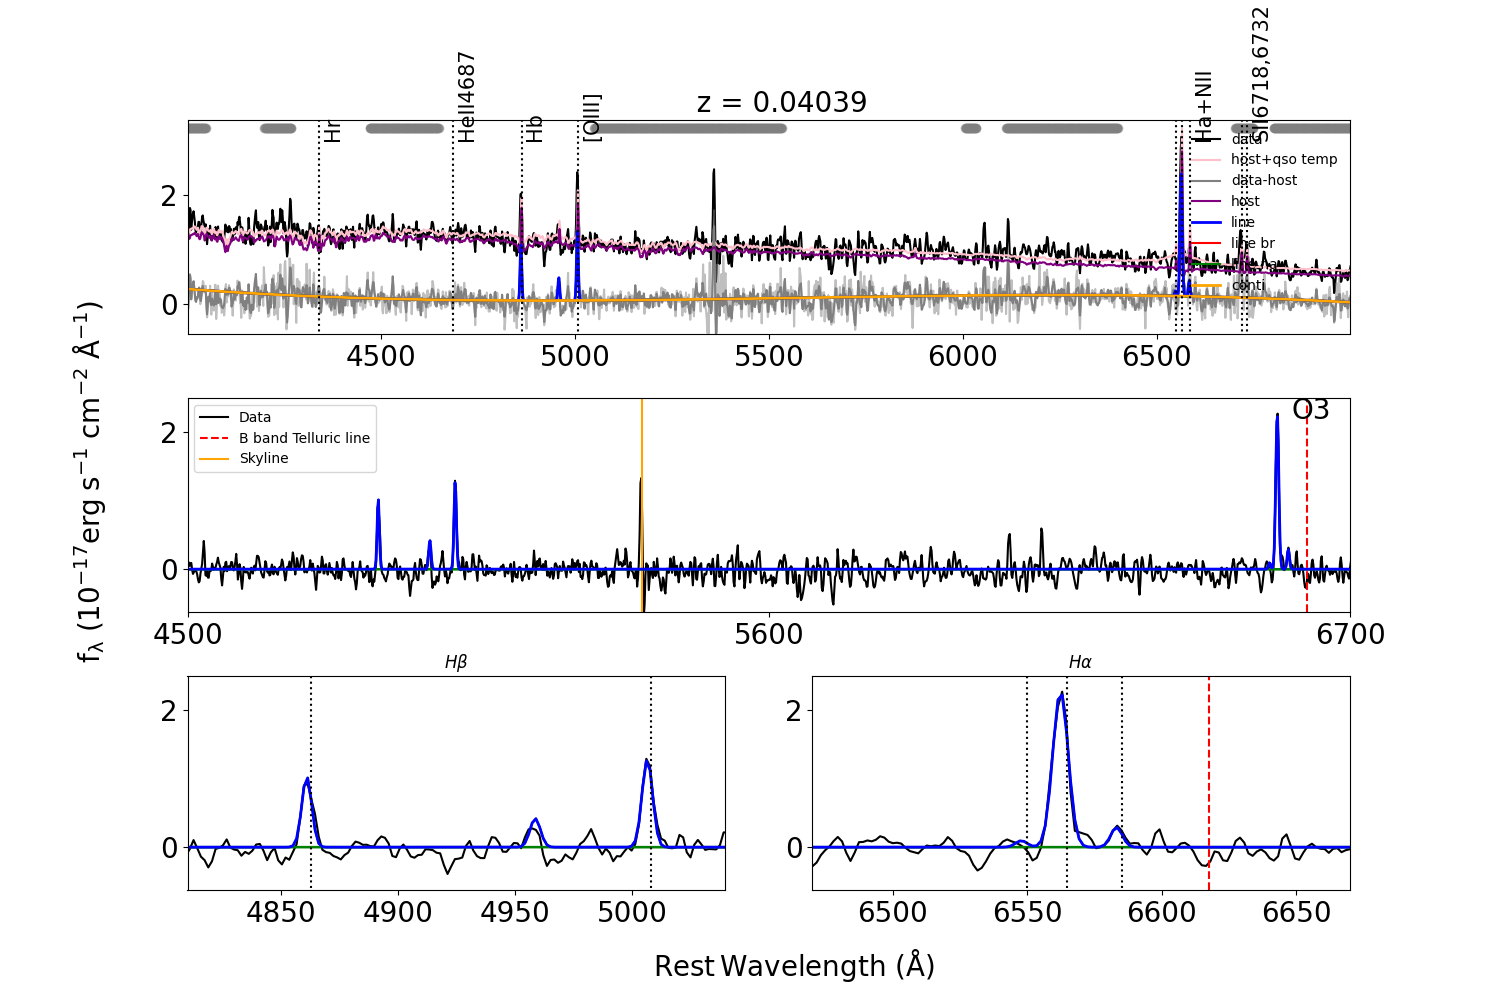 z = 0.04039
Hr
HeII4687
Hb
[OIII]
Ha+NII
SII6718,6732
data
host+qso temp
data-host
host
line
line br
conti
2
0
4500 5000 5500 6000 6500
Data
B band Telluric line
Skyline
O3
2
0
4500 5600 6700
fλ (10⁻¹⁷erg s⁻¹ cm⁻² Å⁻¹)
Hβ
2
0
4850 4900 4950 5000
Hα
2
0
6500 6550 6600 6650
Rest Wavelength (Å)